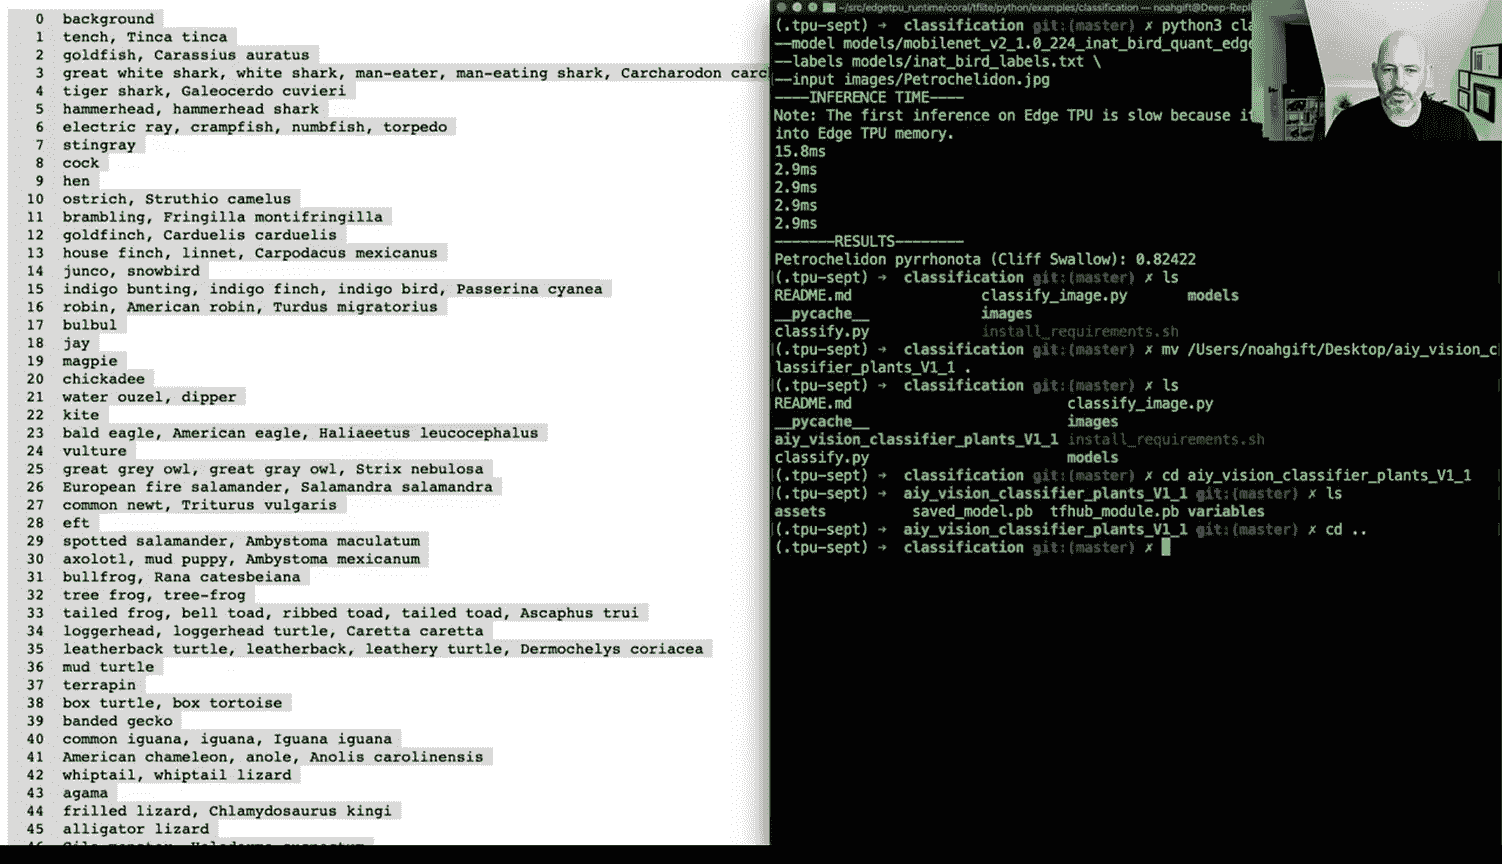 0 background
1 tench, Tinca tinca
2 goldfish, Carassius auratus
3 great white shark, white shark, man-eater, man-eating shark, Carcharodon carc
4 tiger shark, Galeocerdo cuvieri
5 hammerhead, hammerhead shark
6 electric ray, crampfish, numbfish, torpedo
7 stingray
8 cock
9 hen
10 ostrich, Struthio camelus
11 brambling, Fringilla montifringilla
12 goldfinch, Carduelis carduelis
13 house finch, linnet, Carpodacus mexicanus
14 junco, snowbird
15 indigo bunting, indigo finch, indigo bird, Passerina cyanea
16 robin, American robin, Turdus migratorius
17 bulbul
18 jay
19 magpie
20 chickadee
21 water ouzel, dipper
22 kite
23 bald eagle, American eagle, Haliaeetus leucocephalus
24 vulture
25 great grey owl, great gray owl, Strix nebulosa
26 European fire salamander, Salamandra salamandra
27 common newt, Triturus vulgaris
28 eft
29 spotted salamander, Ambystoma maculatum
30 axolotl, mud puppy, Ambystoma mexicanum
31 bullfrog, Rana catesbeiana
32 tree frog, tree-frog
33 tailed frog, bell toad, ribbed toad, tailed toad, Ascaphus trui
34 loggerhead, loggerhead turtle, Caretta caretta
35 leatherback turtle, leatherback, leathery turtle, Dermochelys coriacea
36 mud turtle
37 terrapin
38 box turtle, box tortoise
39 banded gecko
40 common iguana, iguana, Iguana iguana
41 American chameleon, anole, Anolis carolinensis
42 whiptail, whiptail lizard
43 agama
44 frilled lizard, Chlamydosaurus kingi
45 alligator lizard
~/src/edgetpu_runtime/coral/tflite/python/examples/classification — noahgift@Deep-Repl
(.tpu-sept) → classification git:(master) ✗ python3 cla
--model models/mobilenet_v2_1.0_224_inat_bird_quant_edge
--labels models/inat_bird_labels.txt \
--input images/Petrochelidon.jpg
----INFERENCE TIME----
Note: The first inference on Edge TPU is slow because it
into Edge TPU memory.
15.8ms
2.9ms
2.9ms
2.9ms
2.9ms
-------RESULTS--------
Petrochelidon pyrrhonota (Cliff Swallow): 0.82422
(.tpu-sept) → classification git:(master) ✗ ls
README.md classify_image.py models
__pycache__ images
classify.py install_requirements.sh
(.tpu-sept) → classification git:(master) ✗ mv /Users/noahgift/Desktop/aiy_vision_c
lassifier_plants_V1_1 .
(.tpu-sept) → classification git:(master) ✗ ls
README.md classify_image.py
__pycache__ images
aiy_vision_classifier_plants_V1_1 install_requirements.sh
classify.py models
(.tpu-sept) → classification git:(master) ✗ cd aiy_vision_classifier_plants_V1_1
(.tpu-sept) → aiy_vision_classifier_plants_V1_1 git:(master) ✗ ls
assets saved_model.pb tfhub_module.pb variables
(.tpu-sept) → aiy_vision_classifier_plants_V1_1 git:(master) ✗ cd ..
(.tpu-sept) → classification git:(master) ✗